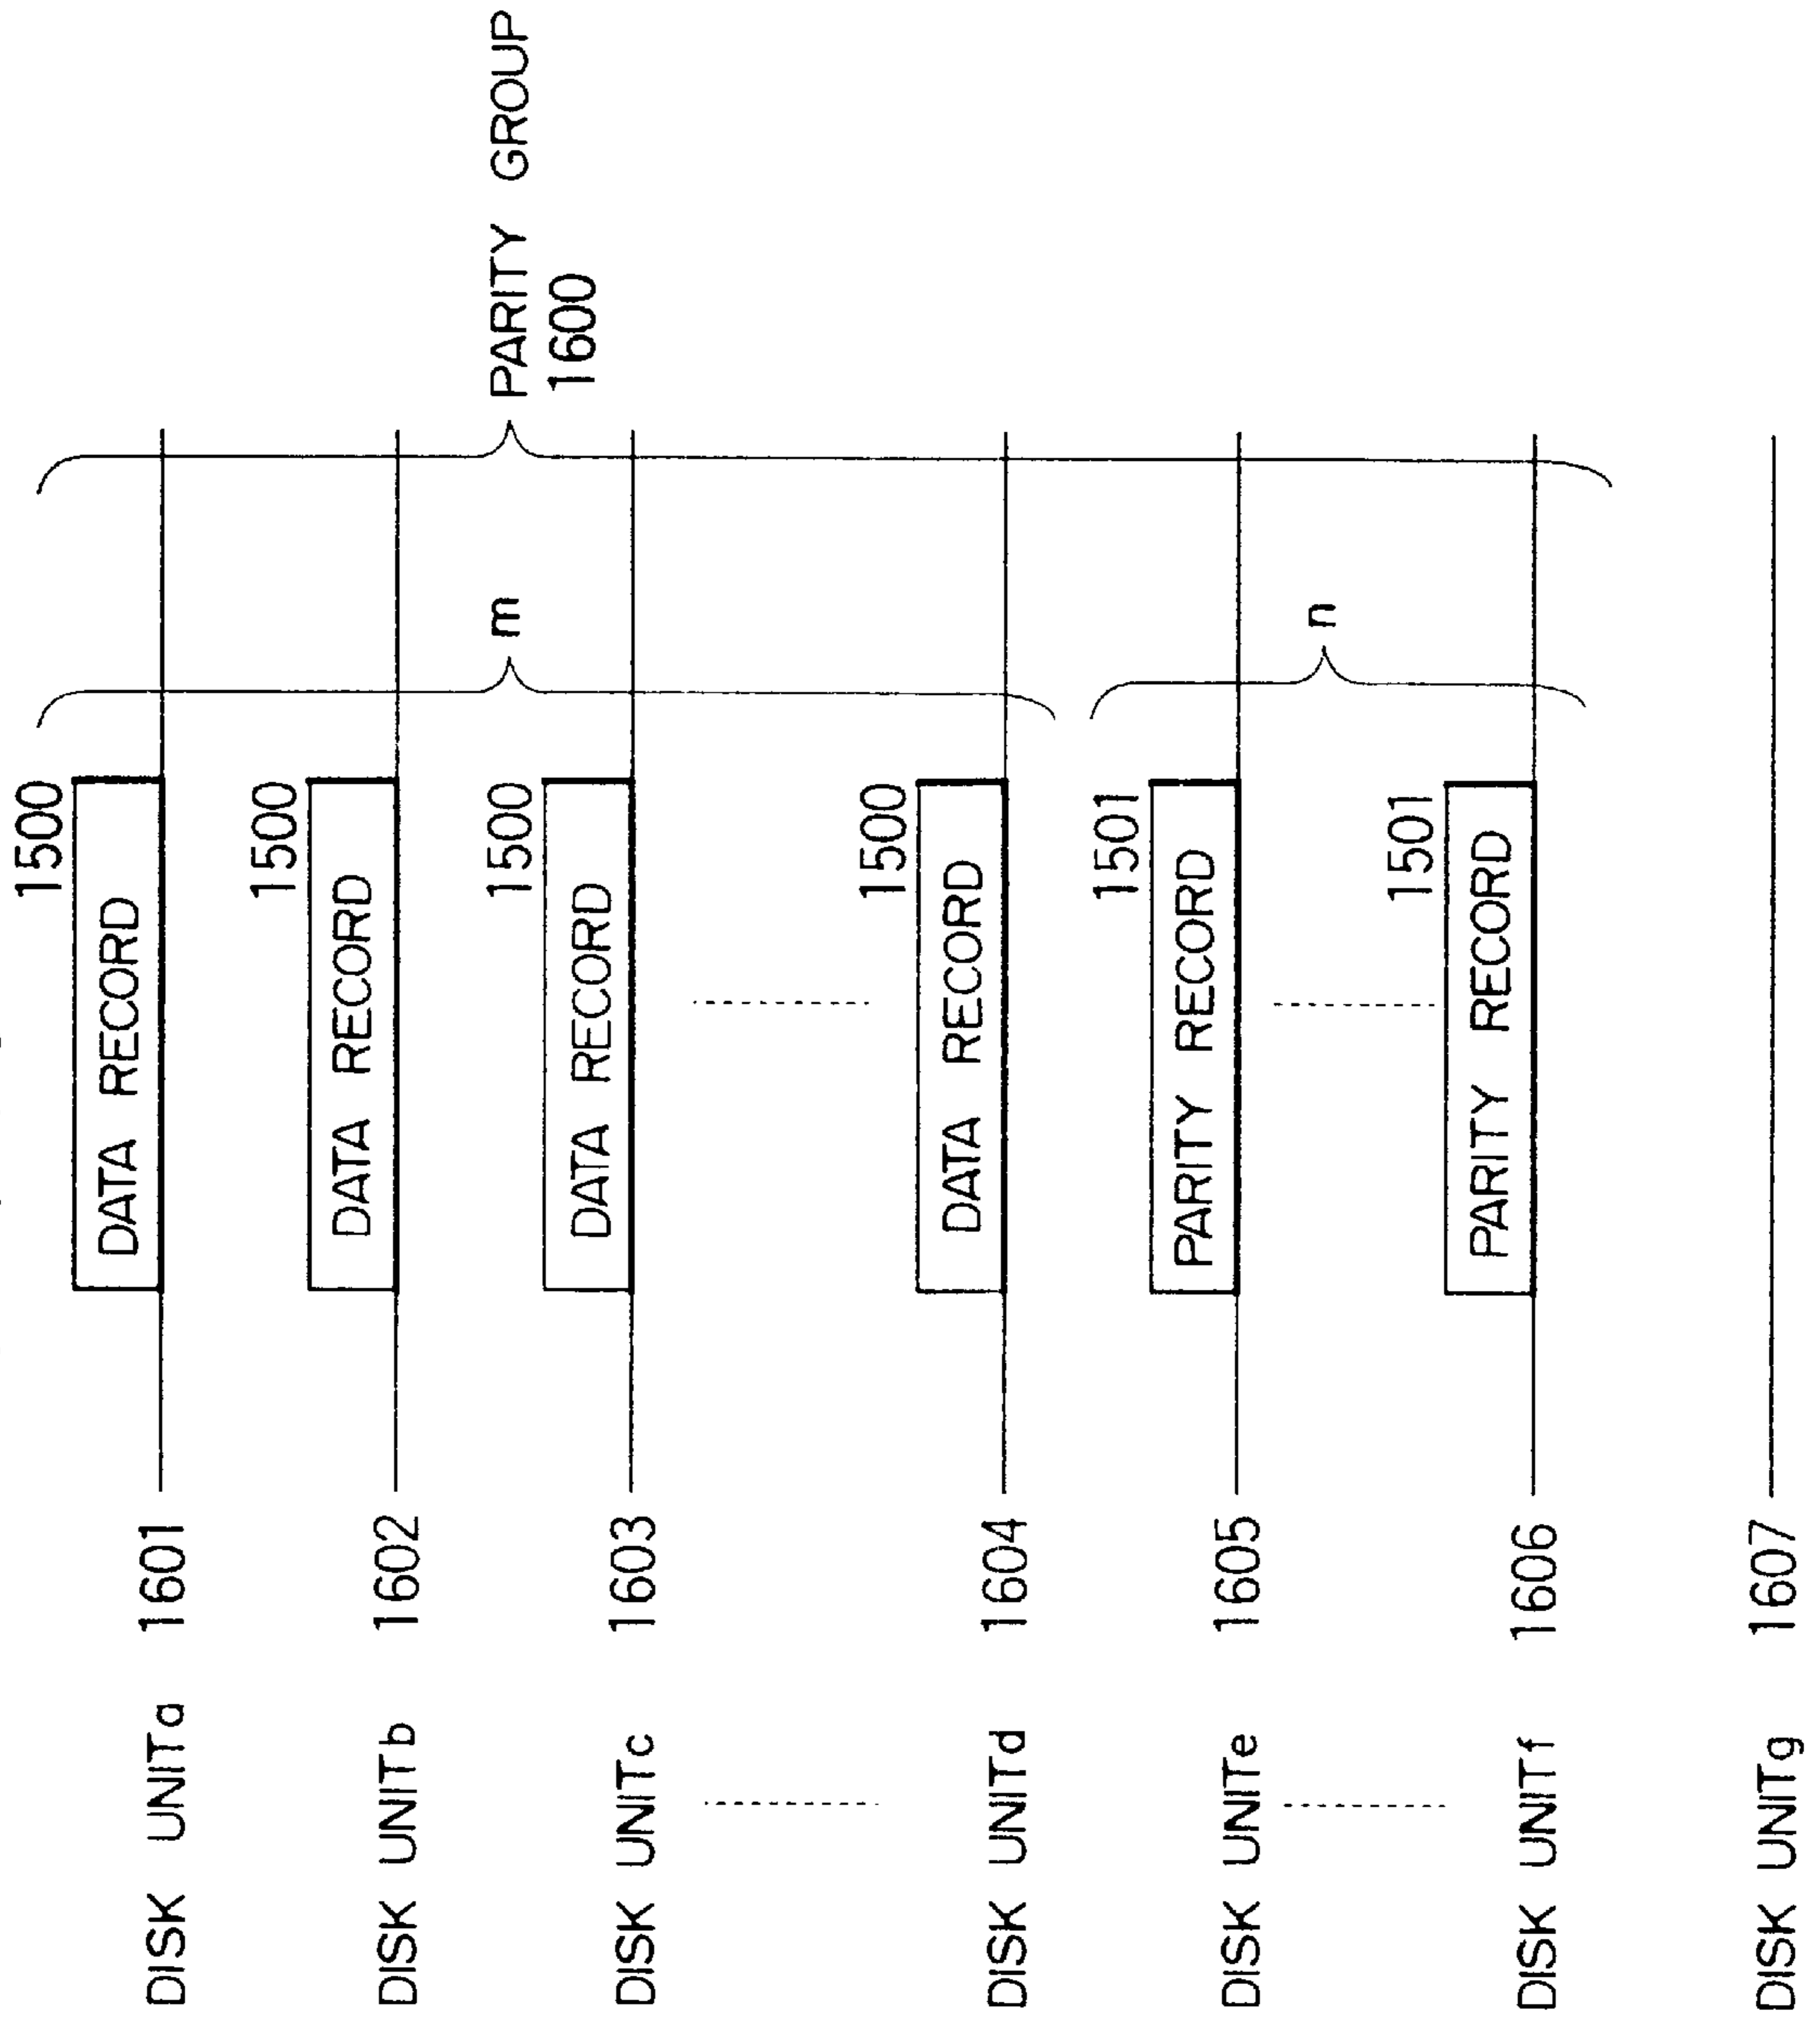 1500
DISK UNITa 1601 DATA RECORD
1500
DISK UNITb 1602 DATA RECORD
m
PARITY GROUP
1600
1500
DISK UNITc 1603 DATA RECORD
1500
DISK UNITd 1604 DATA RECORD
1501
DISK UNITe 1605 PARITY RECORD
n
1501
DISK UNITf 1606 PARITY RECORD
DISK UNITg 1607